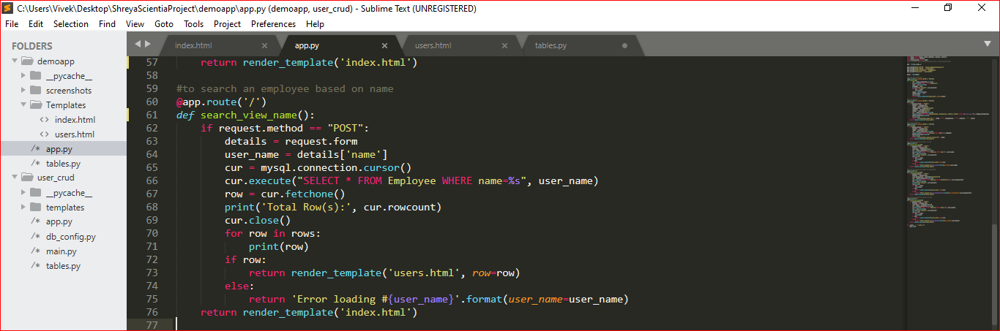 C:\Users\Vivek\Desktop\ShreyaScientiaProject\demoapp\app.py (demoapp, user_crud) - Sublime Text (UNREGISTERED)
File Edit Selection Find View Goto Tools Project Preferences Help
FOLDERS
demoapp
__pycache__
screenshots
Templates
<> index.html
<> users.html
/* app.py
/* tables.py
user_crud
__pycache__
templates
/* app.py
/* db_config.py
/* main.py
/* tables.py
index.html × app.py × users.html × tables.py
57 return render_template('index.html')
58
59 #to search an employee based on name
60 @app.route('/')
61 def search_view_name():
62 if request.method == "POST":
63 details = request.form
64 user_name = details['name']
65 cur = mysql.connection.cursor()
66 cur.execute("SELECT * FROM Employee WHERE name=%s", user_name)
67 row = cur.fetchone()
68 print('Total Row(s):', cur.rowcount)
69 cur.close()
70 for row in rows:
71 print(row)
72 if row:
73 return render_template('users.html', row=row)
74 else:
75 return 'Error loading #{user_name}'.format(user_name=user_name)
76 return render_template('index.html')
77